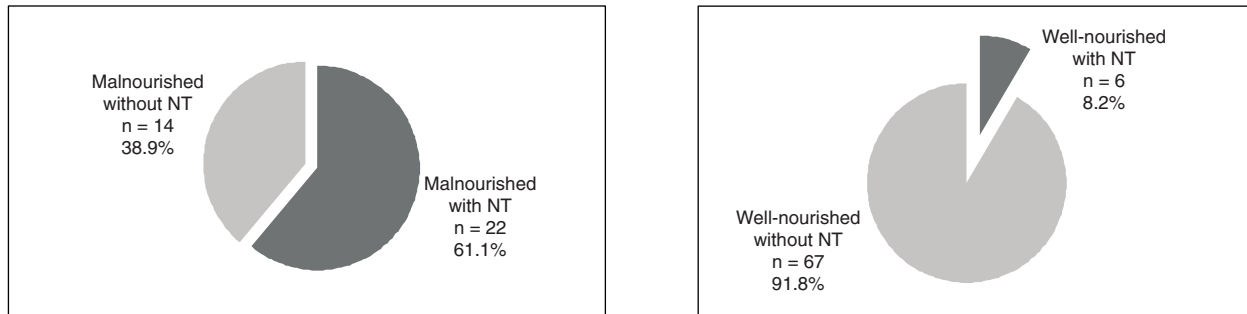 Malnourished
without NT
n = 14
38.9%
Malnourished
with NT
n = 22
61.1%
Well-nourished
with NT
n = 6
8.2%
Well-nourished
without NT
n = 67
91.8%